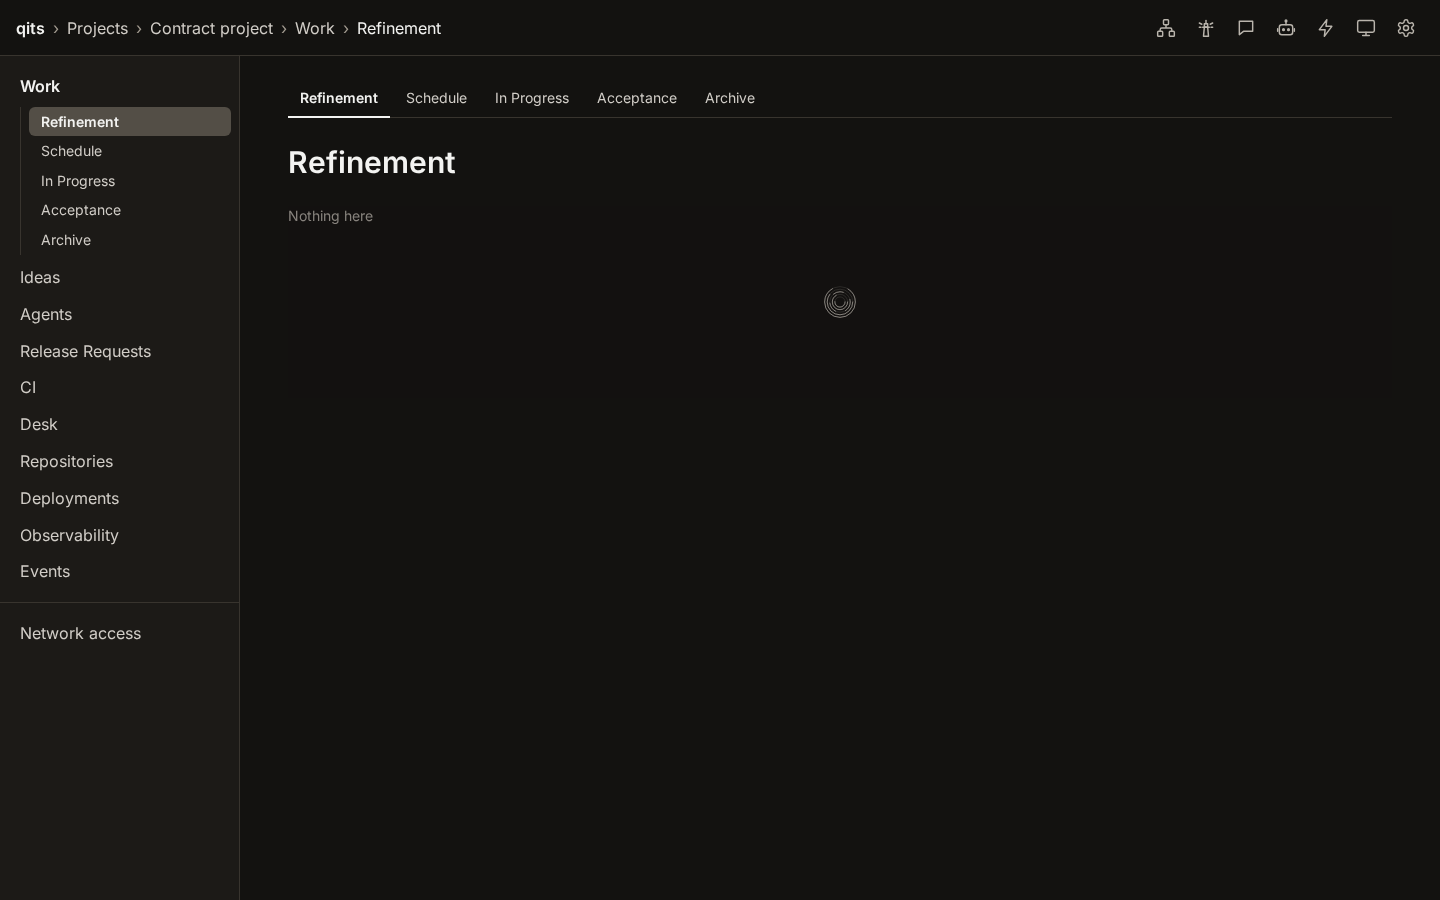 qits › Projects › Contract project › Work › Refinement
Work
Refinement
Schedule
In Progress
Acceptance
Archive
Ideas
Agents
Release Requests
CI
Desk
Repositories
Deployments
Observability
Events
Network access
Refinement Schedule In Progress Acceptance Archive
Refinement
Nothing here